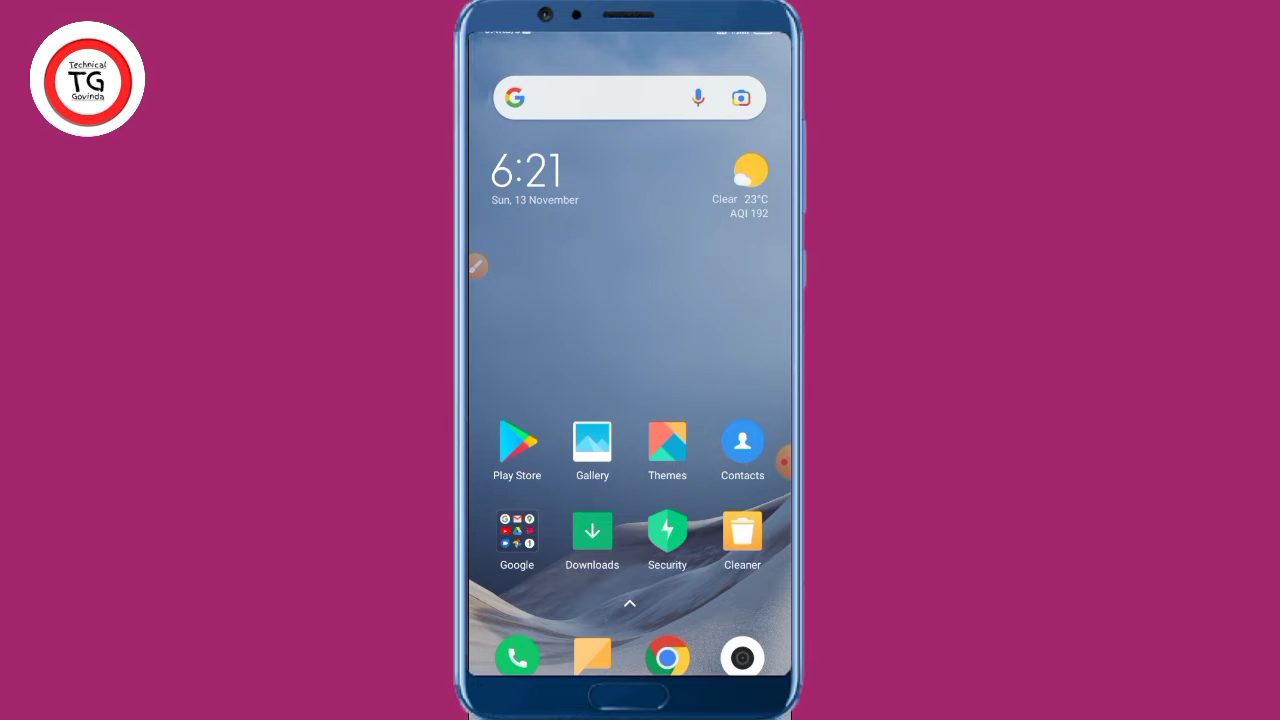 Technical
TG
Govinda
6:21
Sun, 13 November
Clear 23°C
AQI 192
Play Store
Gallery
Themes
Contacts
Google
Downloads
Security
Cleaner